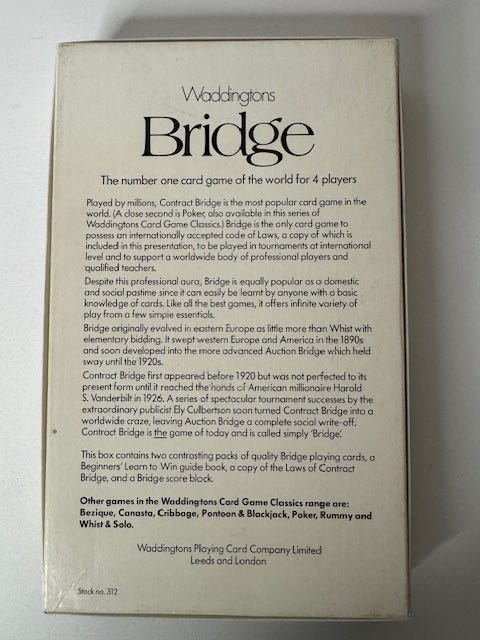 Waddingtons
Bridge
The number one card game of the world for 4 players
Played by millions, Contract Bridge is the most popular card game in the
world. (A close second is Poker, also available in this series of
Waddingtons Card Game Classics.) Bridge is the only card game to
possess an internationally accepted code of Laws, a copy of which is
included in this presentation, to be played in tournaments at international
level and to support a worldwide body of professional players and
qualified teachers.
Despite this professional aura, Bridge is equally popular as a domestic
and social pastime since it can easily be learnt by anyone with a basic
knowledge of cards. Like all the best games, it offers infinite variety of
play from a few simple essentials.
Bridge originally evolved in eastern Europe as little more than Whist with
elementary bidding. It swept western Europe and America in the 1890s
and soon developed into the more advanced Auction Bridge which held
sway until the 1920s.
Contract Bridge first appeared before 1920 but was not perfected to its
present form until it reached the hands of American millionaire Harold
S. Vanderbilt in 1926. A series of spectacular tournament successes by the
extraordinary publicist Ely Culbertson soon turned Contract Bridge into a
worldwide craze, leaving Auction Bridge a complete social write-off.
Contract Bridge is the game of today and is called simply 'Bridge'.
This box contains two contrasting packs of quality Bridge playing cards, a
Beginners' Learn to Win guide book, a copy of the Laws of Contract
Bridge, and a Bridge score block.
Other games in the Waddingtons Card Game Classics range are:
Bezique, Canasta, Cribbage, Pontoon & Blackjack, Poker, Rummy and
Whist & Solo.
Waddingtons Playing Card Company Limited
Leeds and London
Stock no. 312